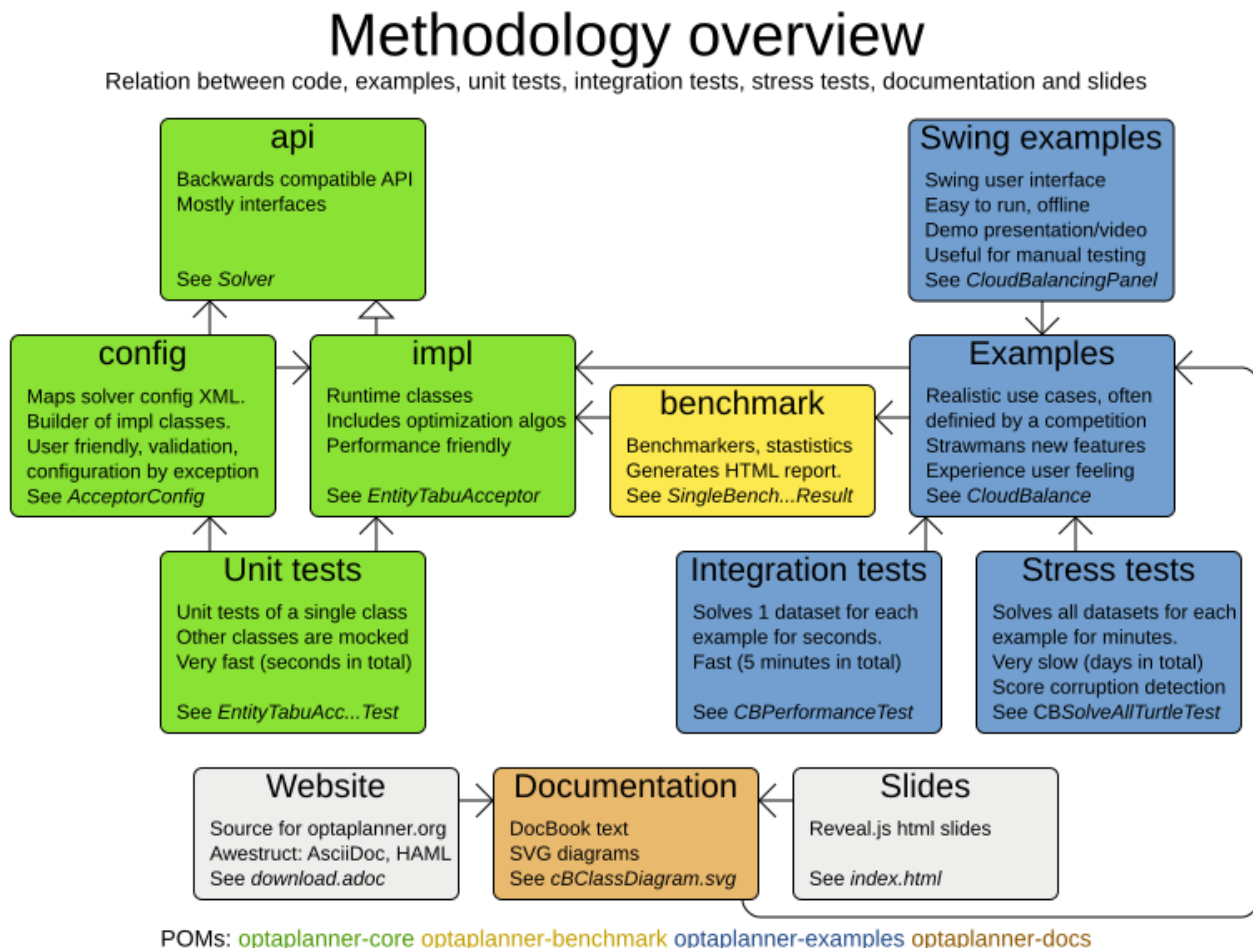 Methodology overview
Relation between code, examples, unit tests, integration tests, stress tests, documentation and slides
api
Backwards compatible API
Mostly interfaces
See Solver
Swing examples
Swing user interface
Easy to run, offline
Demo presentation/video
Useful for manual testing
See CloudBalancingPanel
config
Maps solver config XML.
Builder of impl classes.
User friendly, validation,
configuration by exception
See AcceptorConfig
impl
Runtime classes
Includes optimization algos
Performance friendly
See EntityTabuAcceptor
benchmark
Benchmarkers, stastistics
Generates HTML report.
See SingleBench...Result
Examples
Realistic use cases, often
definied by a competition
Strawmans new features
Experience user feeling
See CloudBalance
Unit tests
Unit tests of a single class
Other classes are mocked
Very fast (seconds in total)
See EntityTabuAcc...Test
Integration tests
Solves 1 dataset for each
example for seconds.
Fast (5 minutes in total)
See CBPerformanceTest
Stress tests
Solves all datasets for each
example for minutes.
Very slow (days in total)
Score corruption detection
See CBSolveAllTurtleTest
Website
Source for optaplanner.org
Awestruct: AsciiDoc, HAML
See download.adoc
Documentation
DocBook text
SVG diagrams
See cBClassDiagram.svg
Slides
Reveal.js html slides
See index.html
POMs: optaplanner-core optaplanner-benchmark optaplanner-examples optaplanner-docs